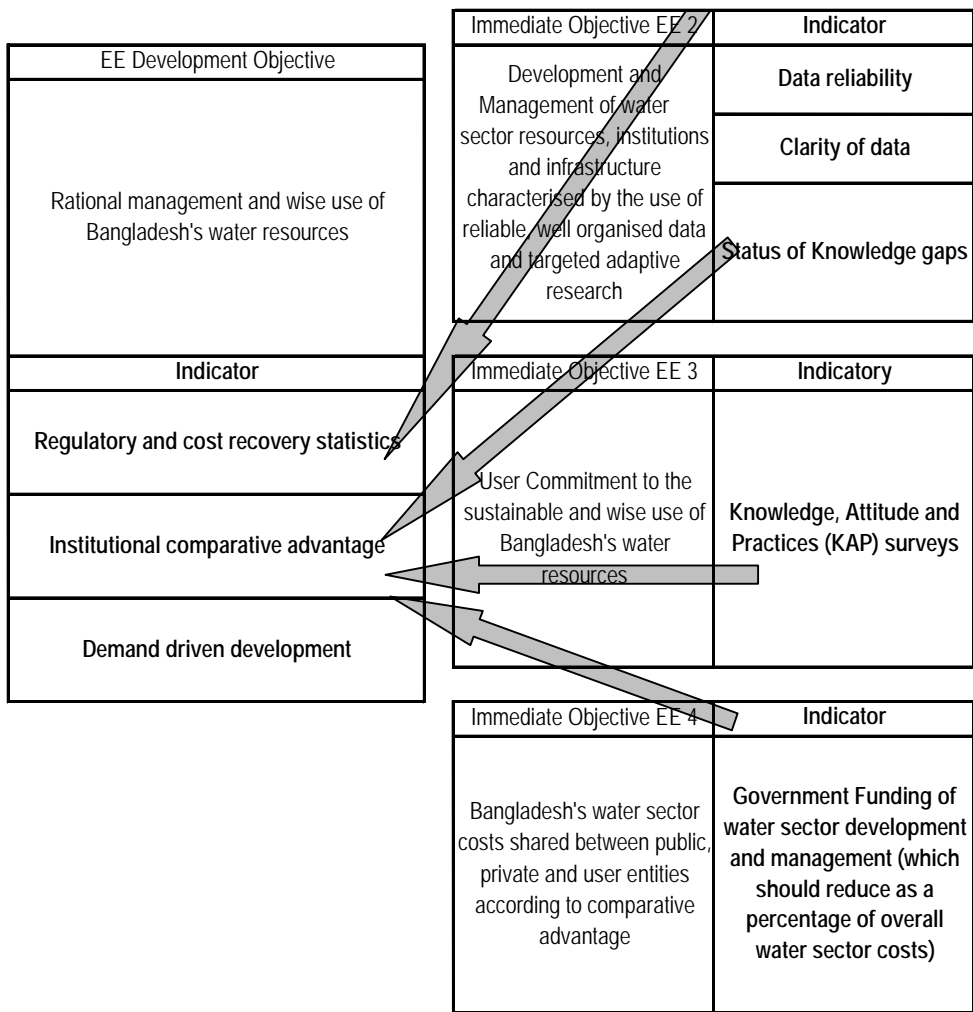 EE Development Objective
Rational management and wise use of
Bangladesh's water resources
Indicator
Regulatory and cost recovery statistics
Institutional comparative advantage
Demand driven development
Immediate Objective EE 2
Indicator
Development and
Management of water
sector resources, institutions
and infrastructure
characterised by the use of
reliable, well organised data
and targeted adaptive
research
Data reliability
Clarity of data
Status of Knowledge gaps
Immediate Objective EE 3
Indicatory
User Commitment to the
sustainable and wise use of
Bangladesh's water
resources
Knowledge, Attitude and
Practices (KAP) surveys
Immediate Objective EE 4
Indicator
Bangladesh's water sector
costs shared between public,
private and user entities
according to comparative
advantage
Government Funding of
water sector development
and management (which
should reduce as a
percentage of overall
water sector costs)